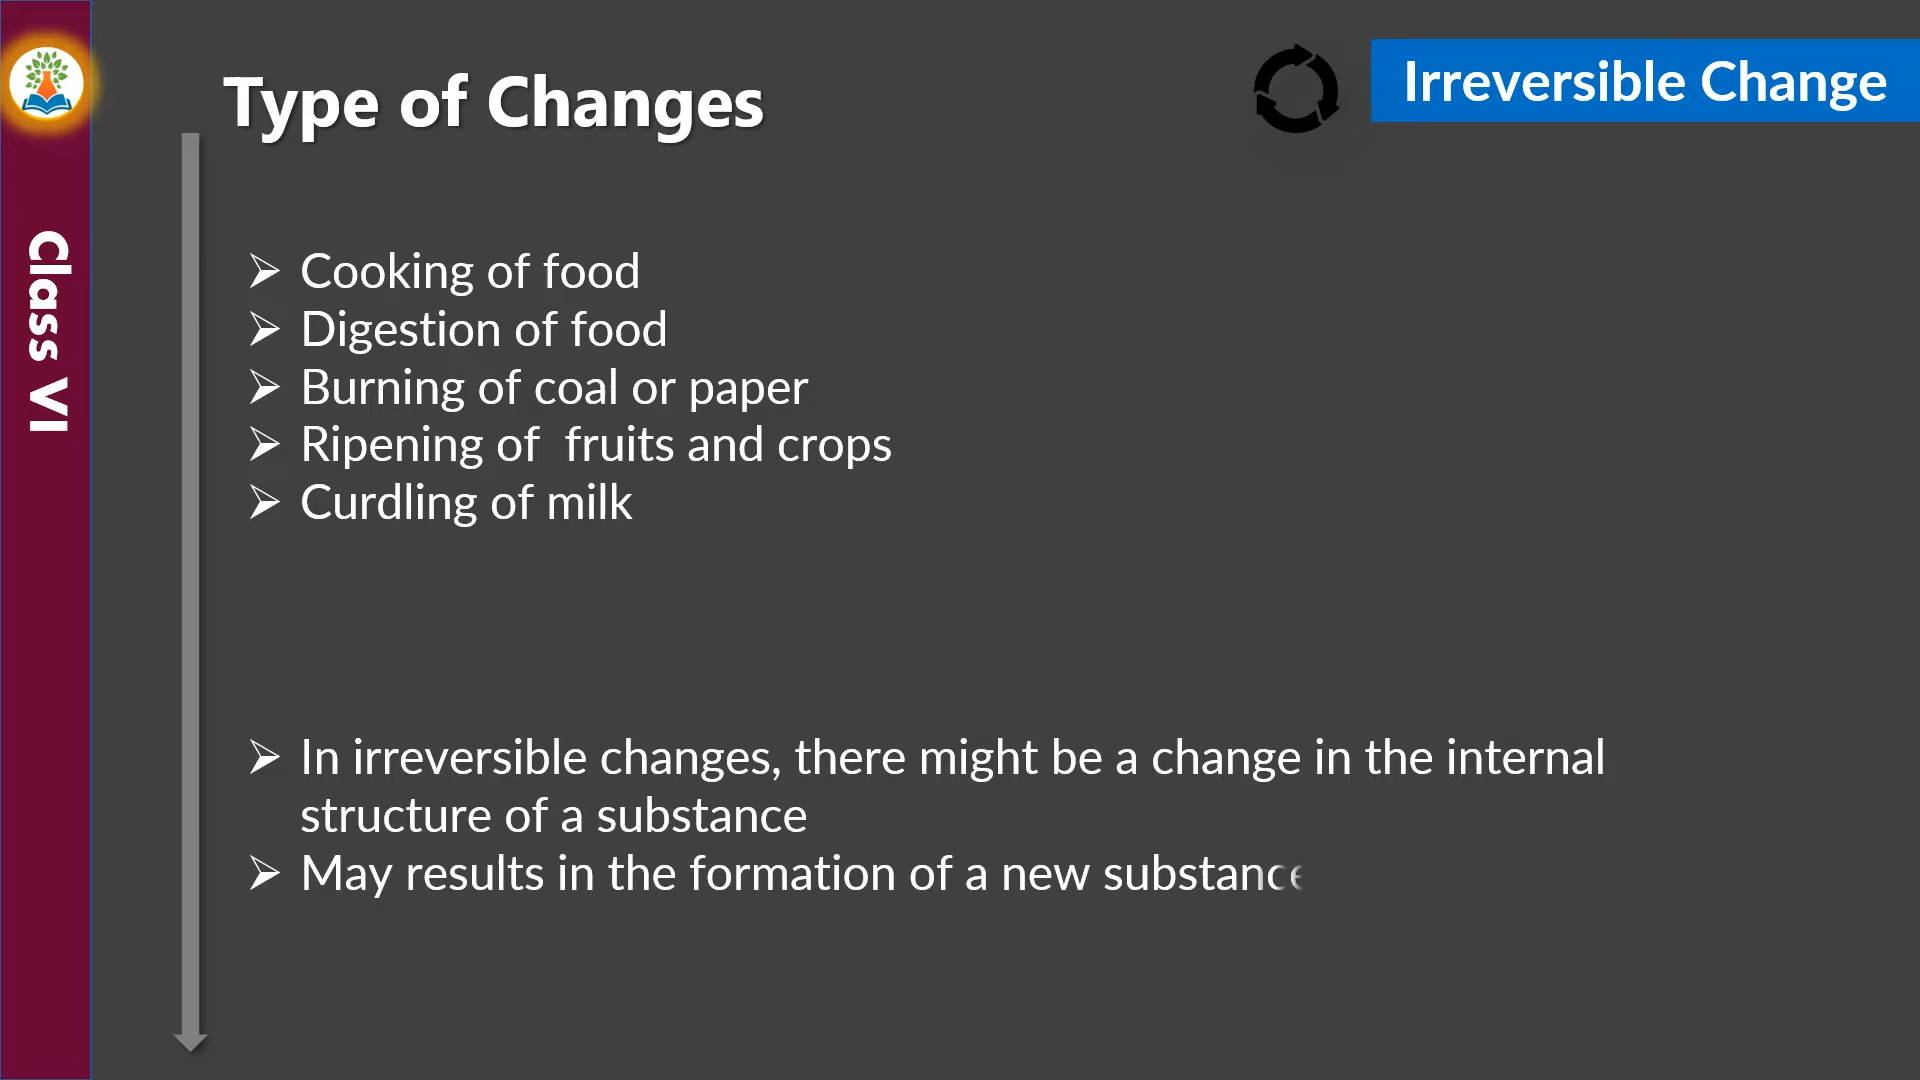 Type of Changes
Irreversible Change
Class VI
➢ Cooking of food
➢ Digestion of food
➢ Burning of coal or paper
➢ Ripening of  fruits and crops
➢ Curdling of milk
➢ In irreversible changes, there might be a change in the internal
structure of a substance
➢ May results in the formation of a new substance